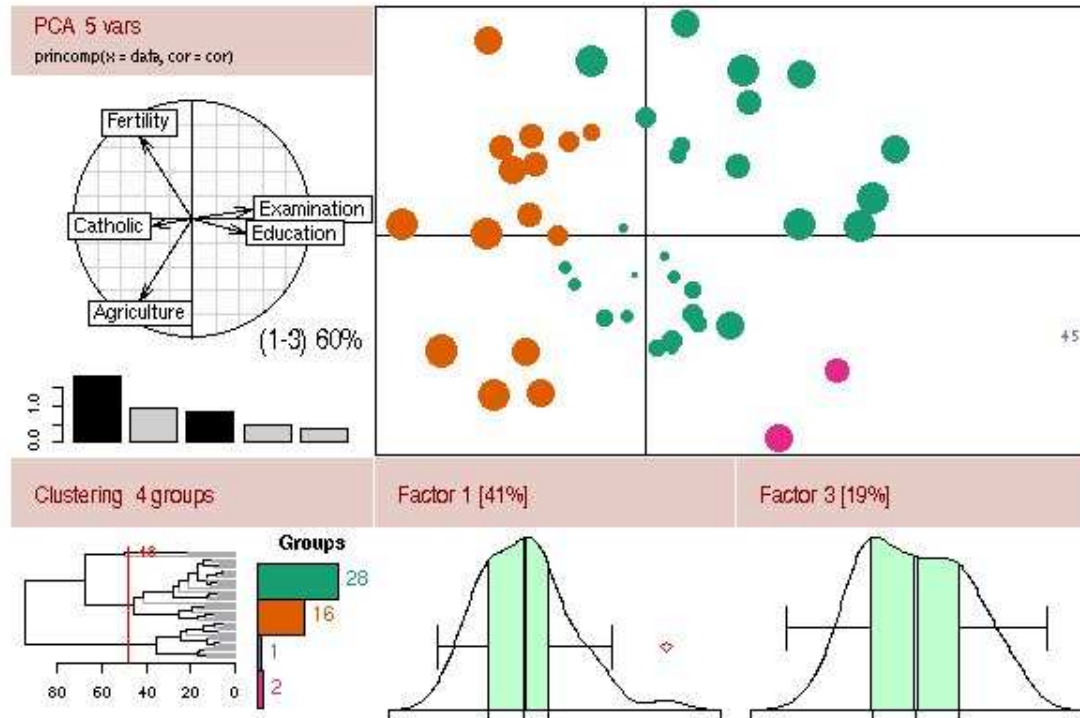 PCA 5 vars
princomp(x = data, cor = cor)
Fertility
Catholic
Examination
Education
Agriculture
(1-3) 60%
45
0.0 1.0
Clustering 4 groups
Factor 1 [41%]
Factor 3 [19%]
Groups
28
16
1
2
80 60 40 20 0